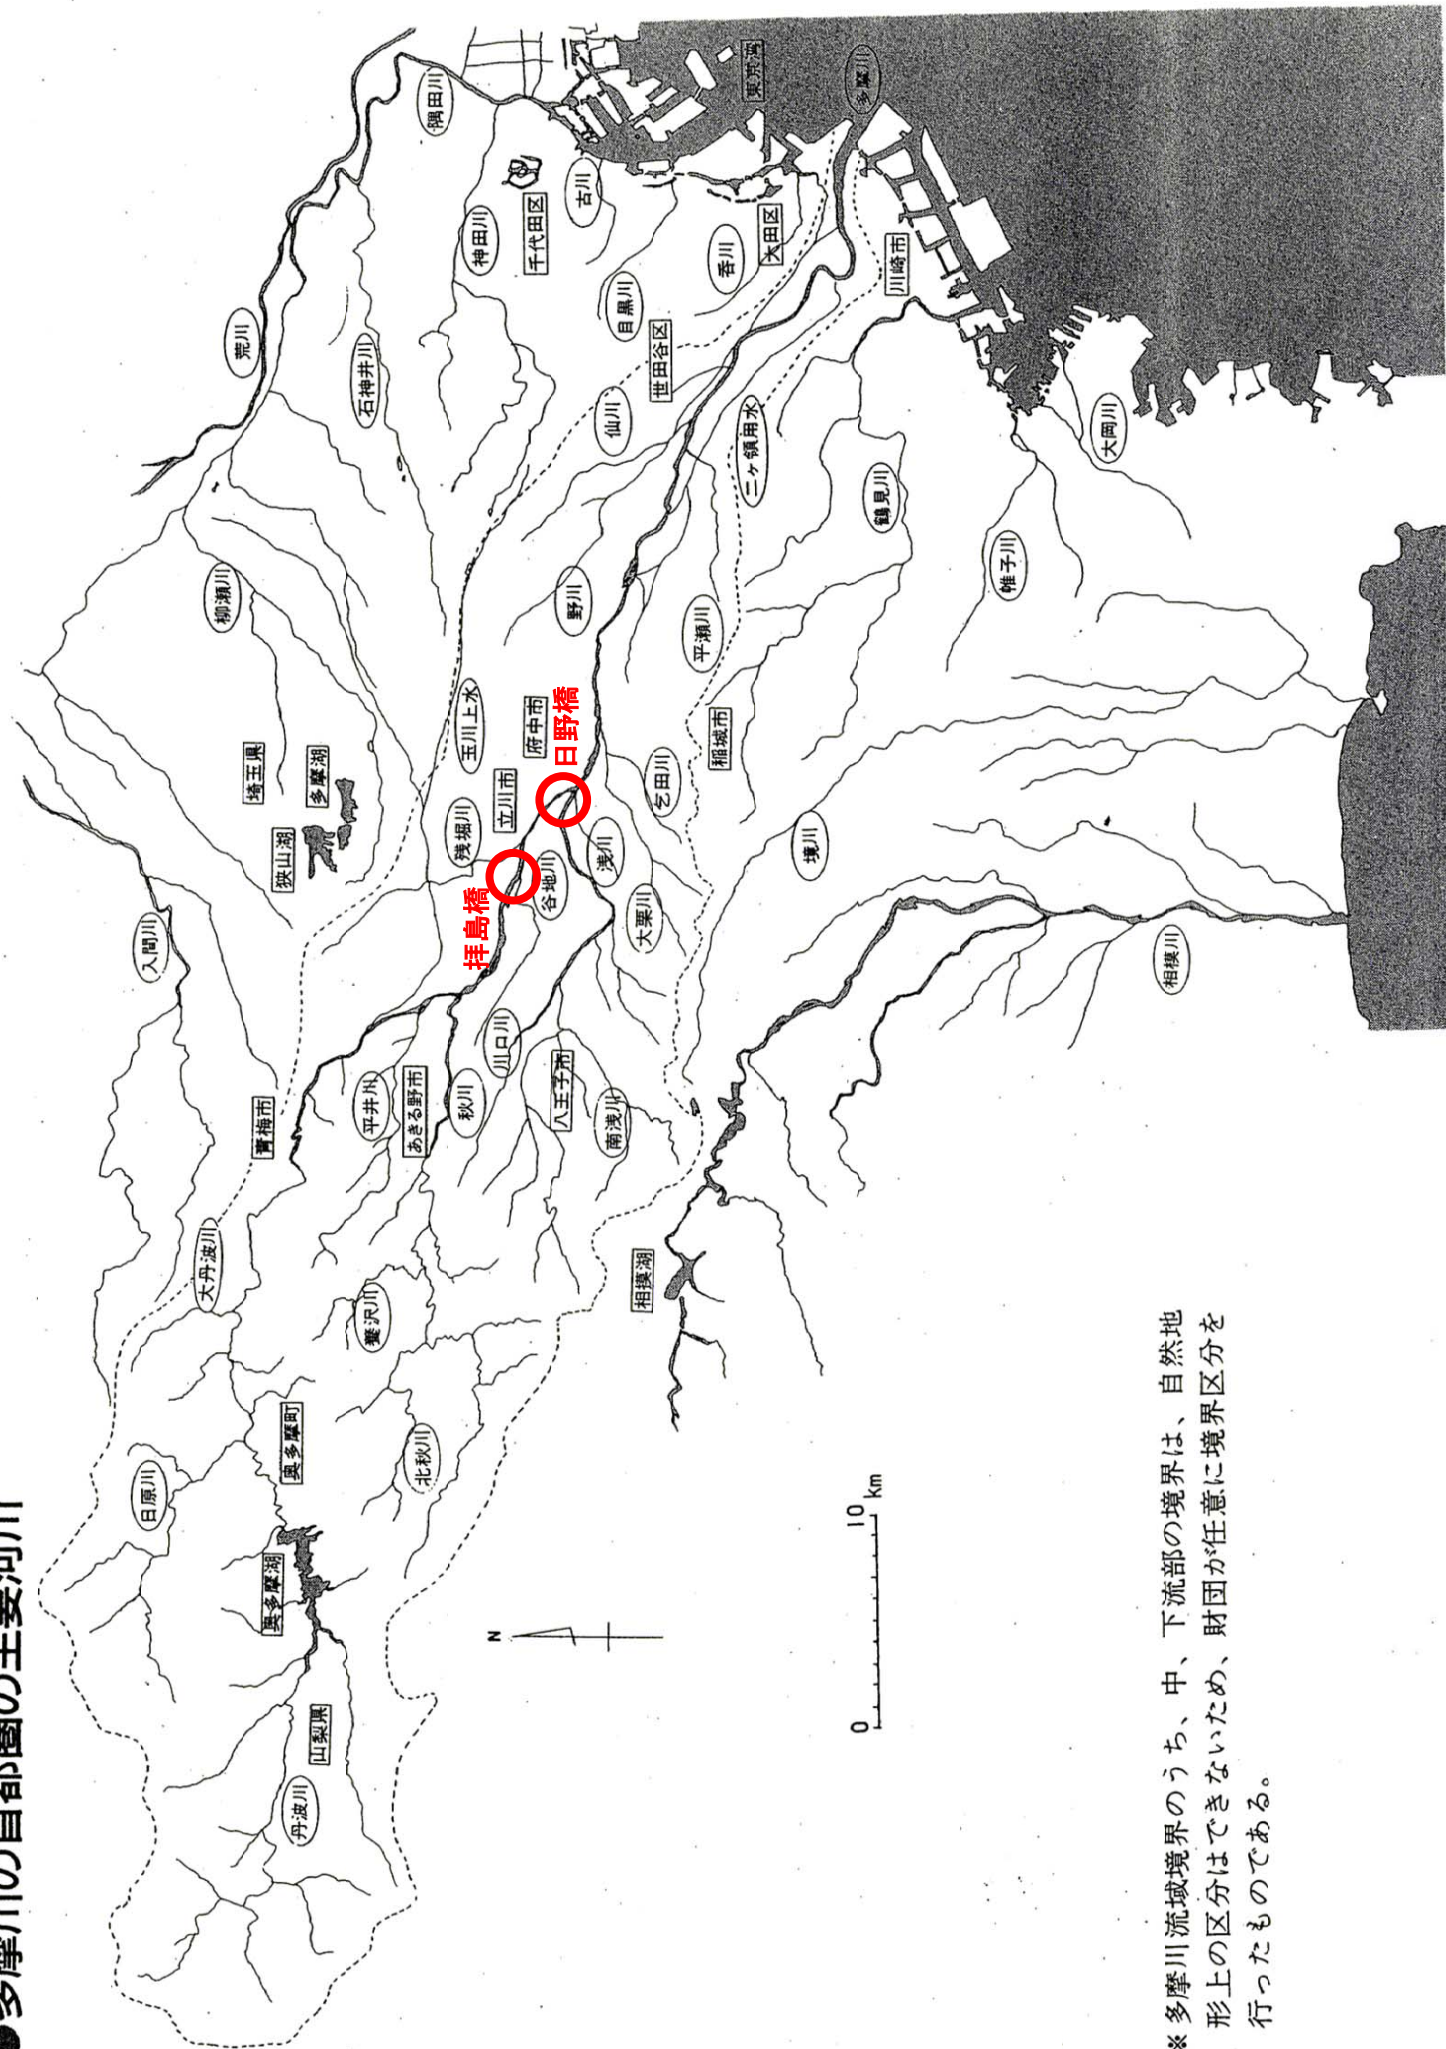 ●多摩川の首都圏の主要河川
隅田川
荒川
神田川
千代田区
古川
東京湾
多摩川
石神井川
目黒川
呑川
大田区
世田谷区
川崎市
仙川
二ヶ領用水
鶴見川
大岡川
帷子川
柳瀬川
野川
平瀬川
玉川上水
府中市
日野橋
稲城市
埼玉県
多摩湖
狭山湖
立川市
残堀川
乞田川
浅川
谷地川
拝島橋
大栗川
境川
入間川
相模川
川口川
青梅市
平井川
あきる野市
秋川
八王子市
南浅川
大丹波川
養沢川
相模湖
日原川
奥多摩町
北秋川
奥多摩湖
山梨県
丹波川
N
0 10 km
※多摩川流域境界のうち、中、下流部の境界は、自然地
形上の区分はできないため、財団が任意に境界区分を
行ったものである。